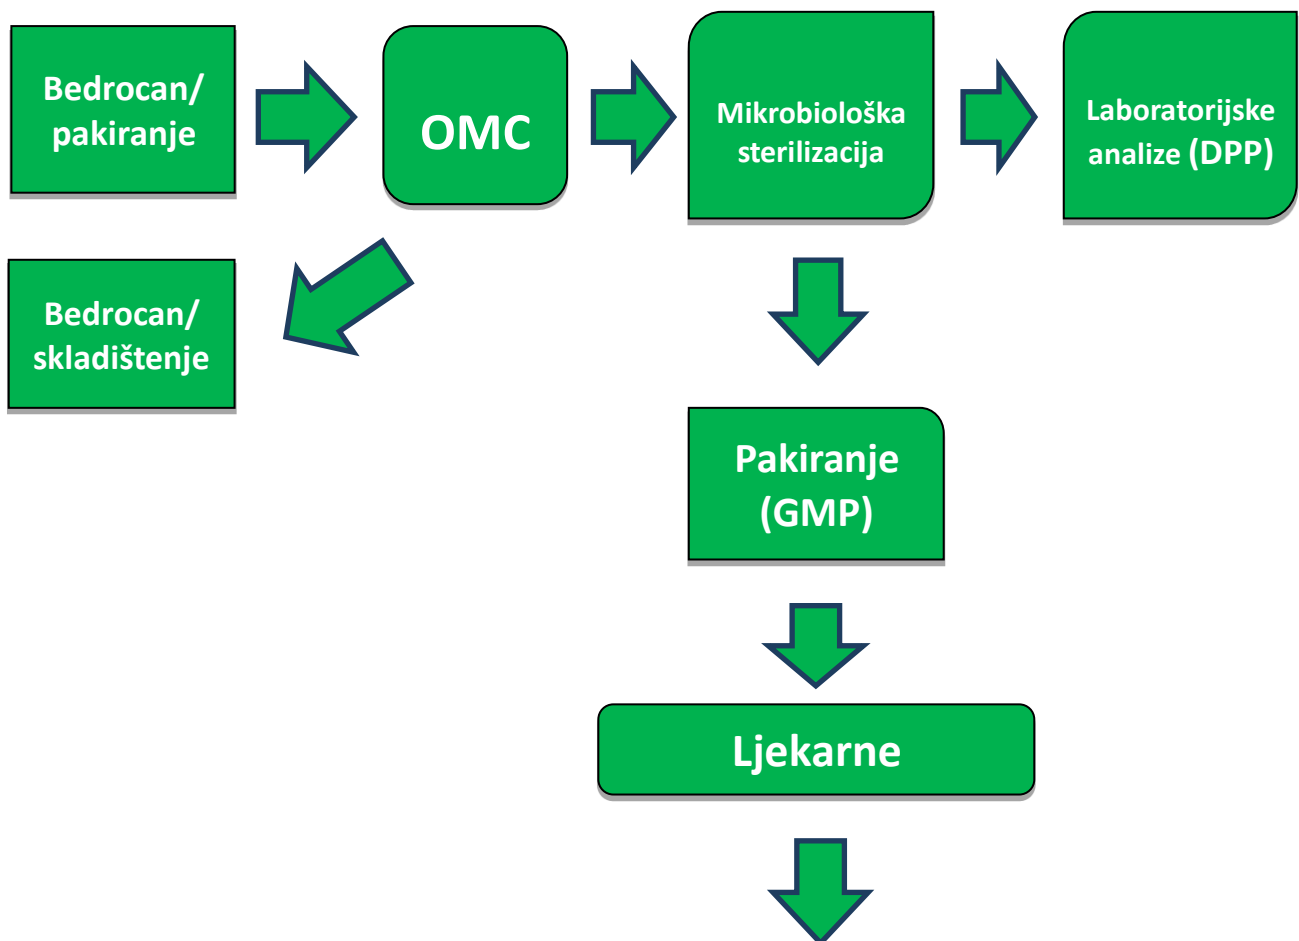 Bedrocan/
pakiranje
OMC
Mikrobiološka
sterilizacija
Laboratorijske
analize (DPP)
Bedrocan/
skladištenje
Pakiranje
(GMP)
Ljekarne